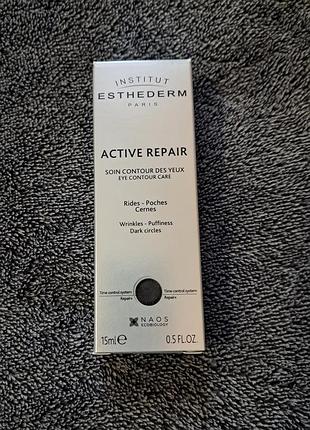 INSTITUT
ESTHEDERM
PARIS
ACTIVE REPAIR
SOIN CONTOUR DES YEUX
EYE CONTOUR CARE
Rides - Poches
Cernes
Wrinkles - Puffiness
Dark circles
Time control system
Repair+
Time control system
Repair+
NAOS
ECOBIOLOGY
15ml℮ 0.5 FL.OZ.